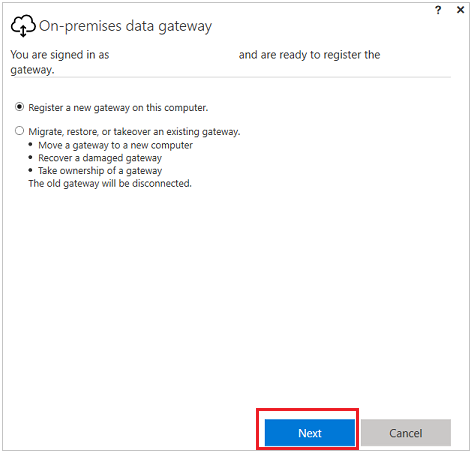 ? ×
On-premises data gateway
You are signed in as and are ready to register the
gateway.
Register a new gateway on this computer.
Migrate, restore, or takeover an existing gateway.
• Move a gateway to a new computer
• Recover a damaged gateway
• Take ownership of a gateway
The old gateway will be disconnected.
Next Cancel